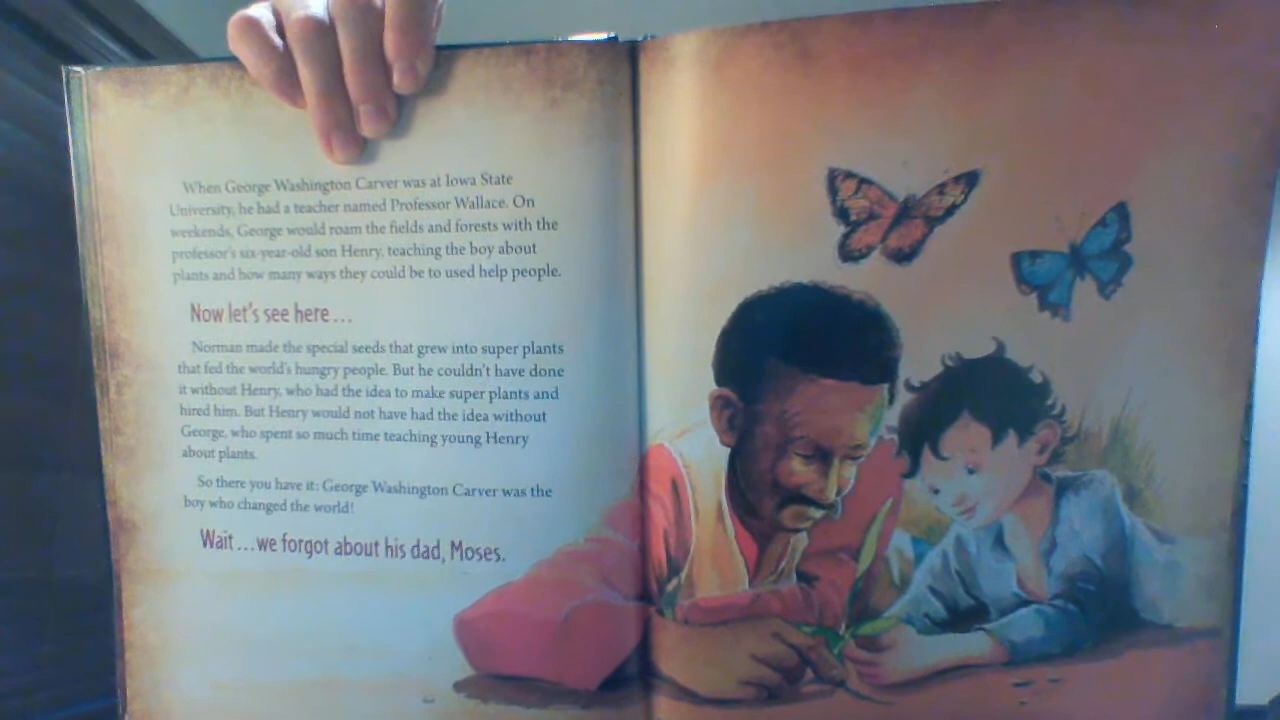 When George Washington Carver was at Iowa State
University, he had a teacher named Professor Wallace. On
weekends, George would roam the fields and forests with the
professor's six-year-old son Henry, teaching the boy about
plants and how many ways they could be to used help people.
Now let's see here...
Norman made the special seeds that grew into super plants
that fed the world's hungry people. But he couldn't have done
it without Henry, who had the idea to make super plants and
hired him. But Henry would not have had the idea without
George, who spent so much time teaching young Henry
about plants.
So there you have it: George Washington Carver was the
boy who changed the world!
Wait...we forgot about his dad, Moses.